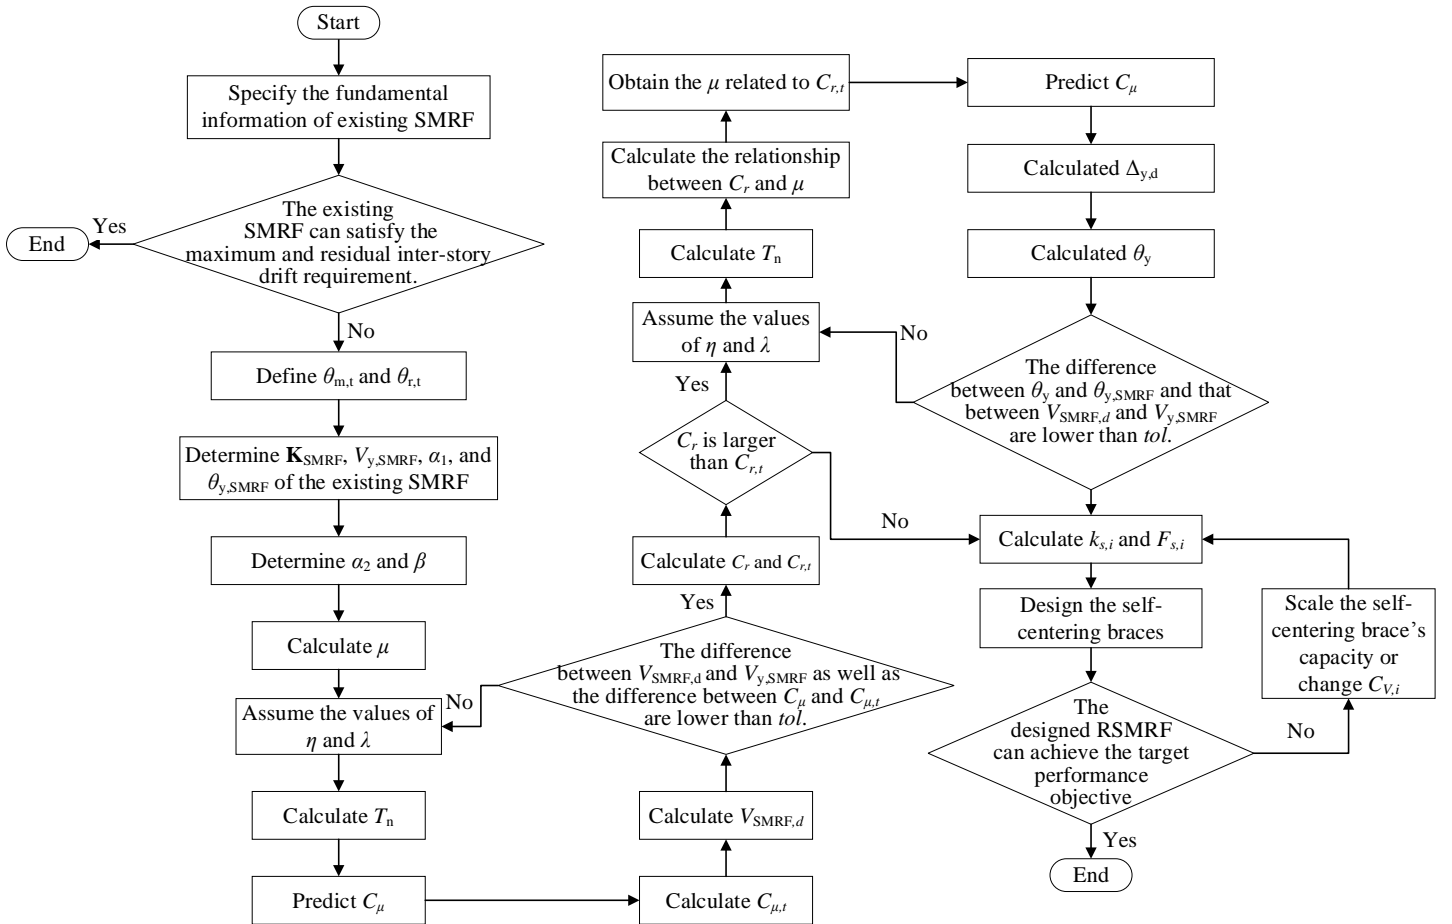 Start
Specify the fundamental
information of existing SMRF
The existing
SMRF can satisfy the
maximum and residual inter-story
drift requirement.
Yes
End
No
Define θm,t and θr,t
Determine KSMRF, Vy,SMRF, α1, and
θy,SMRF of the existing SMRF
Determine α2 and β
Calculate μ
Assume the values of
η and λ
Calculate Tn
Predict Cμ
Calculate Cμ,t
Calculate VSMRF,d
The difference
between VSMRF,d and Vy,SMRF as well as
the difference between Cμ and Cμ,t
are lower than tol.
No
Yes
Calculate Cr and Cr,t
Cr is larger
than Cr,t
No
Yes
Assume the values
of η and λ
Calculate Tn
Calculate the relationship
between Cr and μ
Obtain the μ related to Cr,t
Predict Cμ
Calculated Δy,d
Calculated θy
The difference
between θy and θy,SMRF and that
between VSMRF,d and Vy,SMRF
are lower than tol.
No
Calculate ks,i and Fs,i
Design the self-
centering braces
The
designed RSMRF
can achieve the target
performance
objective
No
Scale the self-
centering brace’s
capacity or
change CV,i
Yes
End